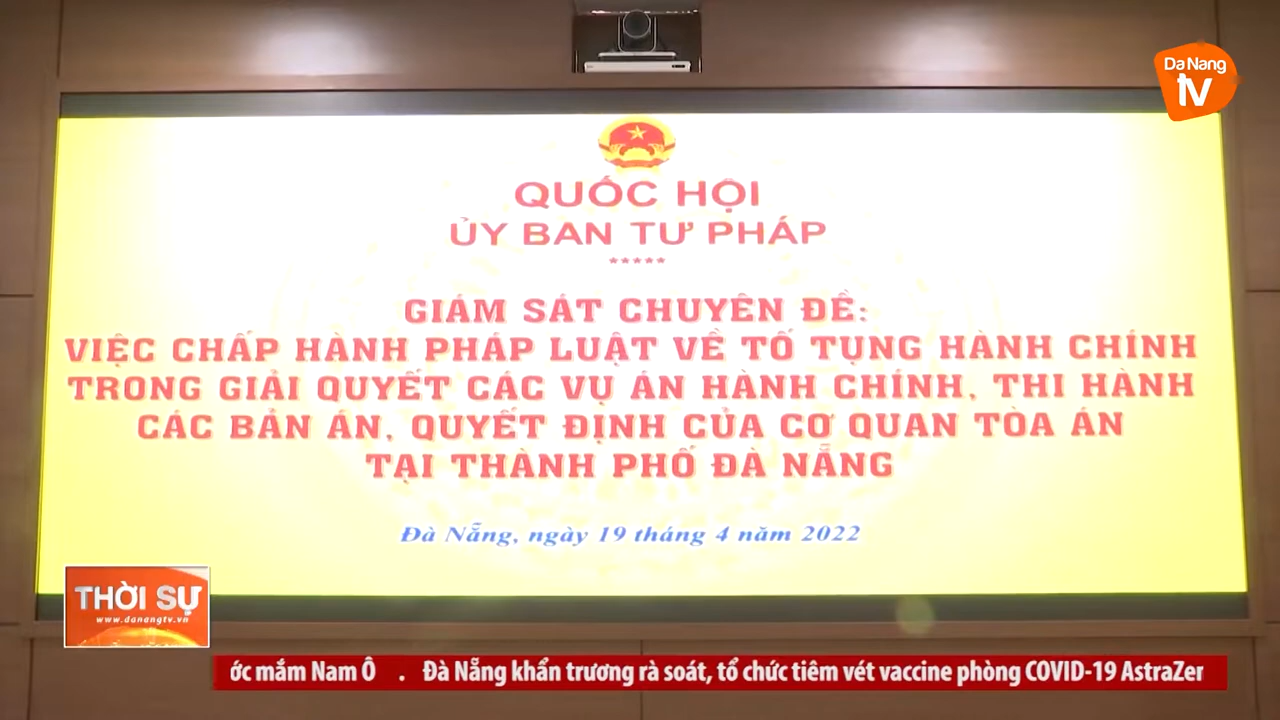 Da Nang
tv
QUỐC HỘI
ỦY BAN TƯ PHÁP
*****
GIÁM SÁT CHUYÊN ĐỀ:
VIỆC CHẤP HÀNH PHÁP LUẬT VỀ TỐ TỤNG HÀNH CHÍNH
TRONG GIẢI QUYẾT CÁC VỤ ÁN HÀNH CHÍNH, THI HÀNH
CÁC BẢN ÁN, QUYẾT ĐỊNH CỦA CƠ QUAN TÒA ÁN
TẠI THÀNH PHỐ ĐÀ NẴNG
Đà Nẵng, ngày 19 tháng 4 năm 2022
THỜI SỰ
www.danangtv.vn
ớc mắm Nam Ô . Đà Nẵng khẩn trương rà soát, tổ chức tiêm vét vaccine phòng COVID-19 AstraZer